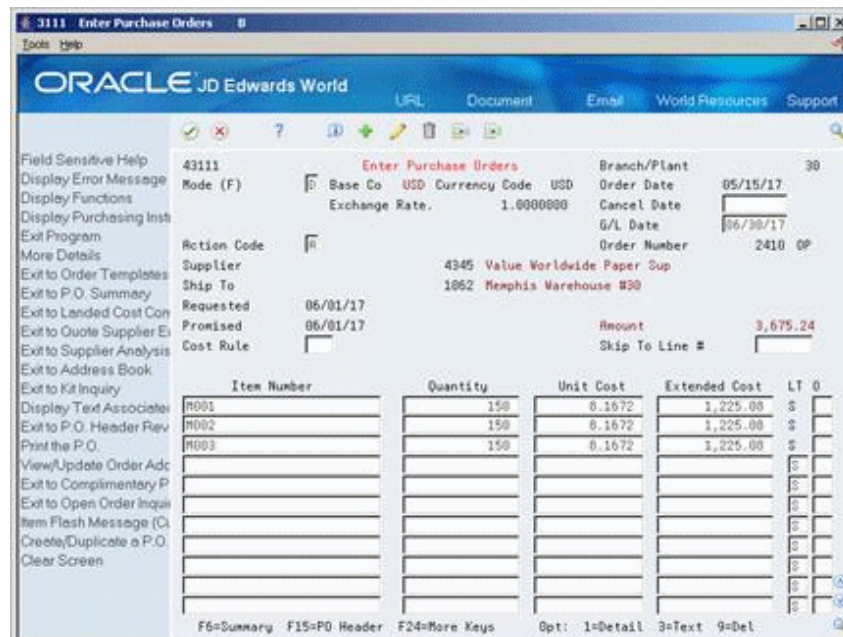 3111 Enter Purchase Orders B
Tools Help
ORACLE JD Edwards World
URL Document Email World Resources Support
Field Sensitive Help
Display Error Message
Display Functions
Display Purchasing Inst
Exit Program
More Details
Exit to Order Templates
Exit to P.O. Summary
Exit to Landed Cost Con
Exit to Quote Supplier E
Exit to Supplier Analysis
Exit to Address Book
Exit to Kit Inquiry
Display Text Associate
Exit to P.O. Header Rev
Print the P.O.
View/Update Order Add
Exit to Complimentary P
Exit to Open Order Inqui
Item Flash Message (Cu
Create/Duplicate a P.O.
Clear Screen
43111 Enter Purchase Orders Branch/Plant 30
Mode (F) D Base Co USD Currency Code USD Order Date 05/15/17
Exchange Rate. 1.0000000 Cancel Date
G/L Date 06/30/17
Action Code Order Number 2410 OP
Supplier 4345 Value Worldwide Paper Sup
Ship To 1062 Memphis Warehouse #30
Requested 06/01/17
Promised 06/01/17 Amount 3,675.24
Cost Rule Skip To Line #
Item Number Quantity Unit Cost Extended Cost LT O
M001 150 8.1672 1,225.08 S
M002 150 8.1672 1,225.08 S
M003 150 8.1672 1,225.08 S
S
S
S
S
S
S
S
S
F6=Summary F15=PO Header F24=More Keys Opt: 1=Detail 3=Text 9=Del